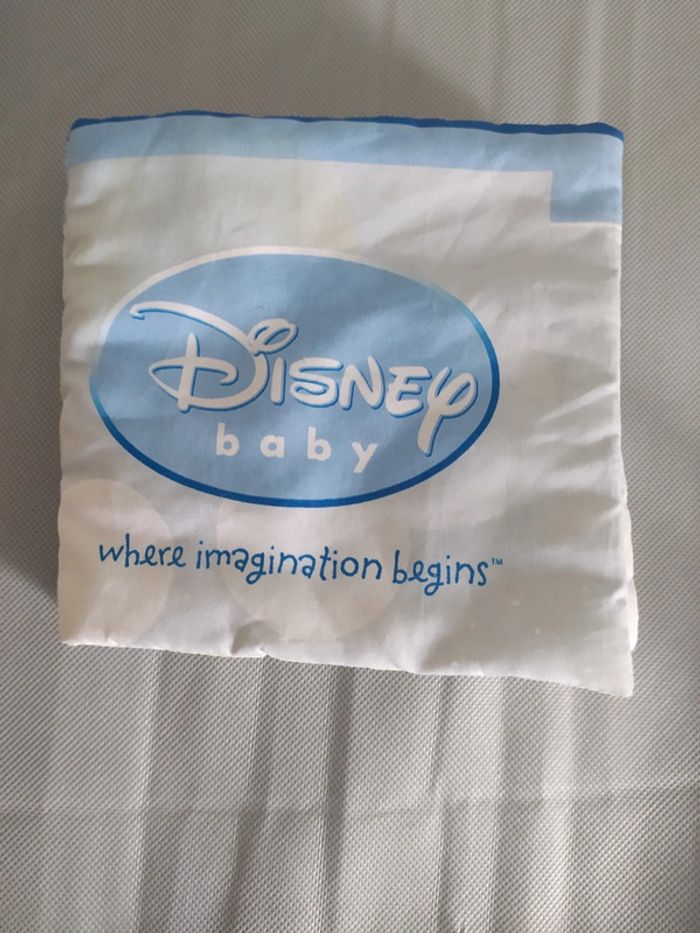 Disney
baby
where imagination begins™